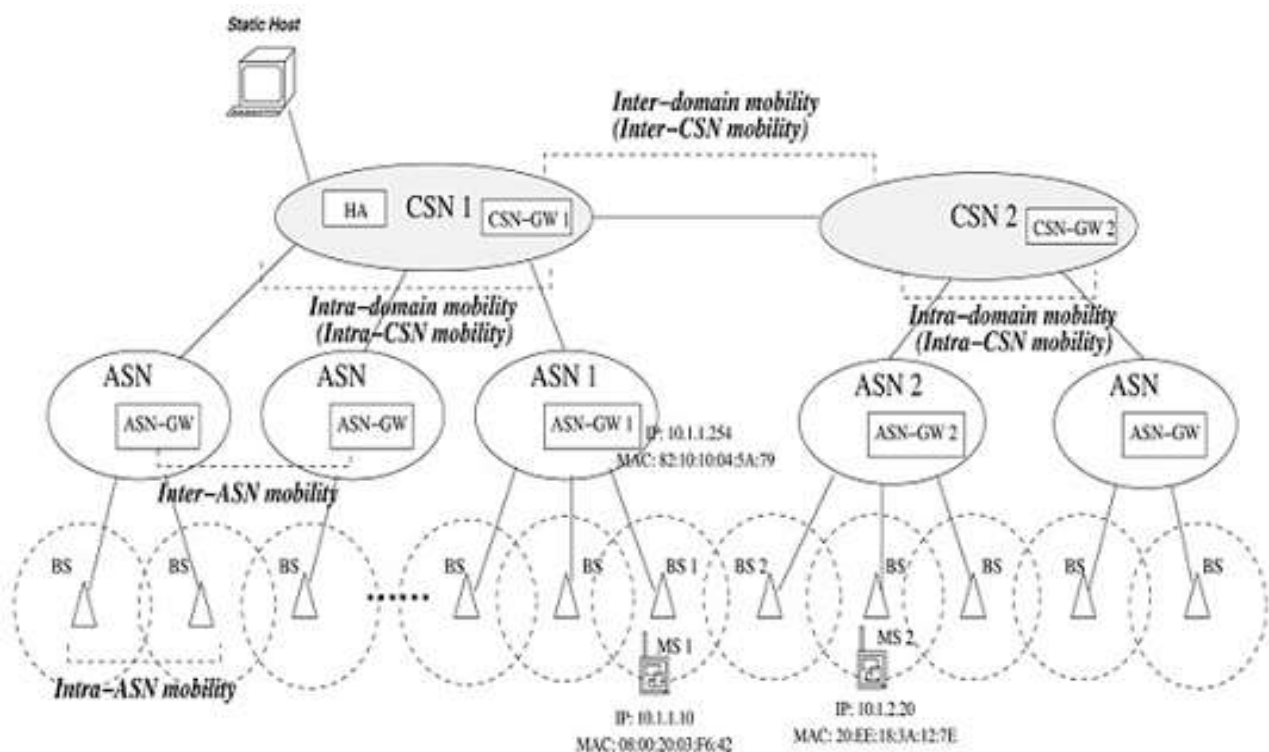 Static Host
Inter-domain mobility
(Inter-CSN mobility)
HA
CSN 1
CSN-GW 1
CSN 2
CSN-GW 2
Intra-domain mobility
(Intra-CSN mobility)
Intra-domain mobility
(Intra-CSN mobility)
ASN
ASN
ASN 1
ASN 2
ASN
ASN-GW
ASN-GW
ASN-GW 1
ASN-GW 2
ASN-GW
IP: 10.1.1.254
MAC: 82:10:10:04:5A:79
Inter-ASN mobility
BS
BS
BS
BS
BS
BS 1
BS 2
BS
BS
BS
BS
MS 1
MS 2
Intra-ASN mobility
IP: 10.1.1.10
MAC: 08:00:20:03:F6:42
IP: 10.1.2.20
MAC: 20:EE:18:3A:12:7E